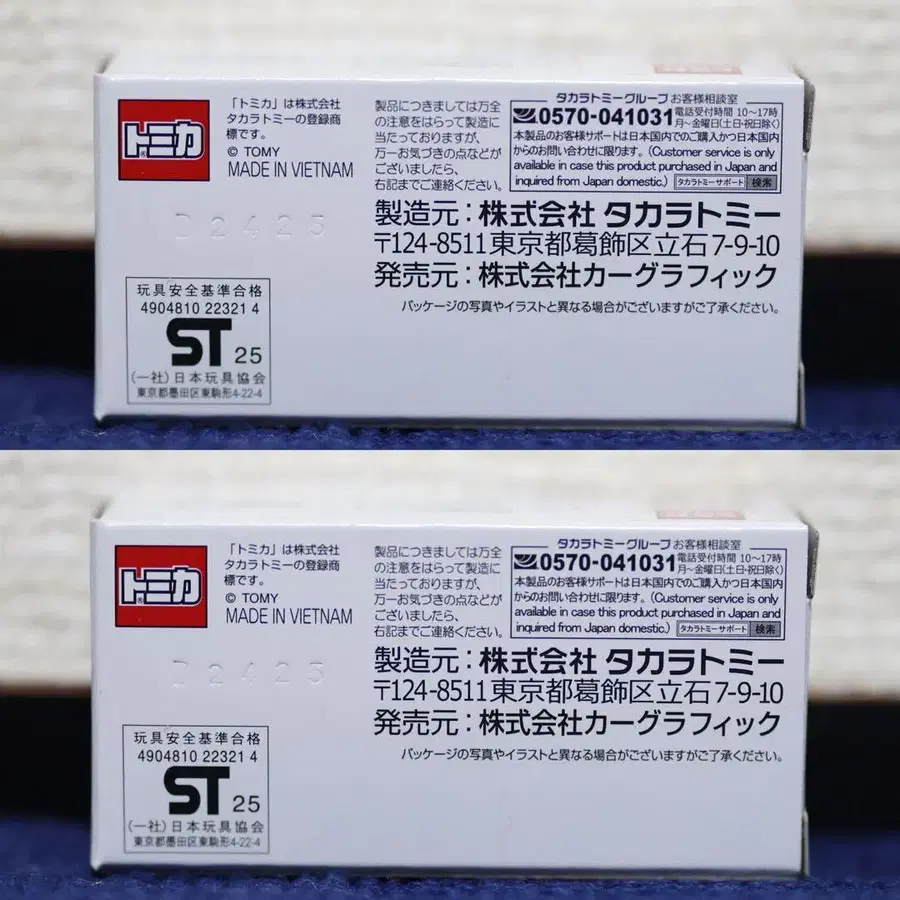 トミカ
「トミカ」は株式会社
タカラトミーの登録商
標です。
© TOMY
MADE IN VIETNAM
D2423
製品につきましては万全
の注意をはらって製造に
当たっておりますが、
万一お気づきの点などが
ございましたら、
右記までご連絡ください。
タカラトミーグループお客様相談室
0570-041031 電話受付時間 10〜17時
月〜金曜日(土日・祝日除く)
本製品のお客様サポートは日本国内でのご購入かつ日本国内
からのお問い合わせに限ります。(Customer service is only
available in case this product purchased in Japan and
inquired from Japan domestic.) タカラトミーサポート 検索
製造元：株式会社 タカラトミー
〒124-8511東京都葛飾区立石7-9-10
発売元：株式会社カーグラフィック
パッケージの写真やイラストと異なる場合がございますがご了承ください。
玩具安全基準合格
4904810 22321 4
ST 25
(一社)日本玩具協会
東京都墨田区東駒形4-22-4
トミカ
「トミカ」は株式会社
タカラトミーの登録商
標です。
© TOMY
MADE IN VIETNAM
D2423
製品につきましては万全
の注意をはらって製造に
当たっておりますが、
万一お気づきの点などが
ございましたら、
右記までご連絡ください。
タカラトミーグループお客様相談室
0570-041031 電話受付時間 10〜17時
月〜金曜日(土日・祝日除く)
本製品のお客様サポートは日本国内でのご購入かつ日本国内
からのお問い合わせに限ります。(Customer service is only
available in case this product purchased in Japan and
inquired from Japan domestic.) タカラトミーサポート 検索
製造元：株式会社 タカラトミー
〒124-8511東京都葛飾区立石7-9-10
発売元：株式会社カーグラフィック
パッケージの写真やイラストと異なる場合がございますがご了承ください。
玩具安全基準合格
4904810 22321 4
ST 25
(一社)日本玩具協会
東京都墨田区東駒形4-22-4